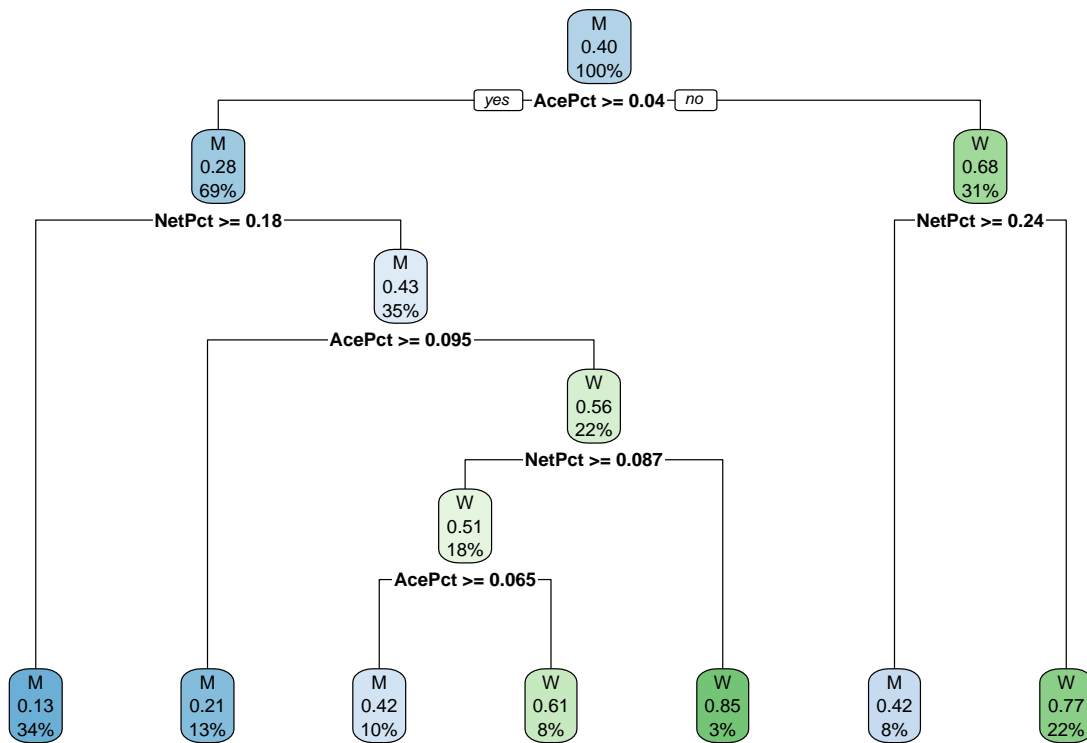 M
0.40
100%
yes AcePct >= 0.04 no
M
0.28
69%
W
0.68
31%
NetPct >= 0.18
NetPct >= 0.24
M
0.43
35%
AcePct >= 0.095
W
0.56
22%
NetPct >= 0.087
W
0.51
18%
AcePct >= 0.065
M
0.13
34%
M
0.21
13%
M
0.42
10%
W
0.61
8%
W
0.85
3%
M
0.42
8%
W
0.77
22%